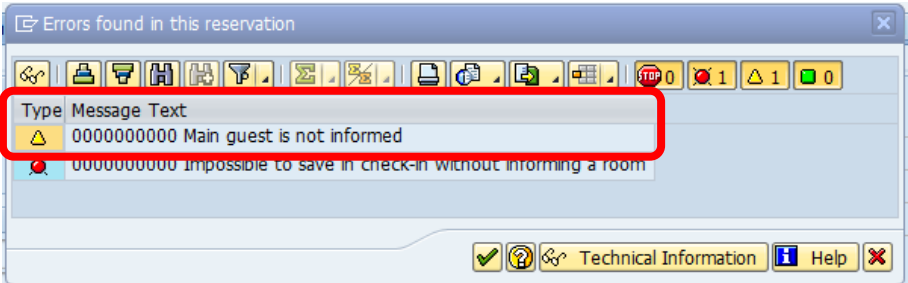 Errors found in this reservation
STOP 0 1 1 0
Type Message Text
0000000000 Main guest is not informed
0000000000 Impossible to save in check-in without informing a room
Technical Information Help